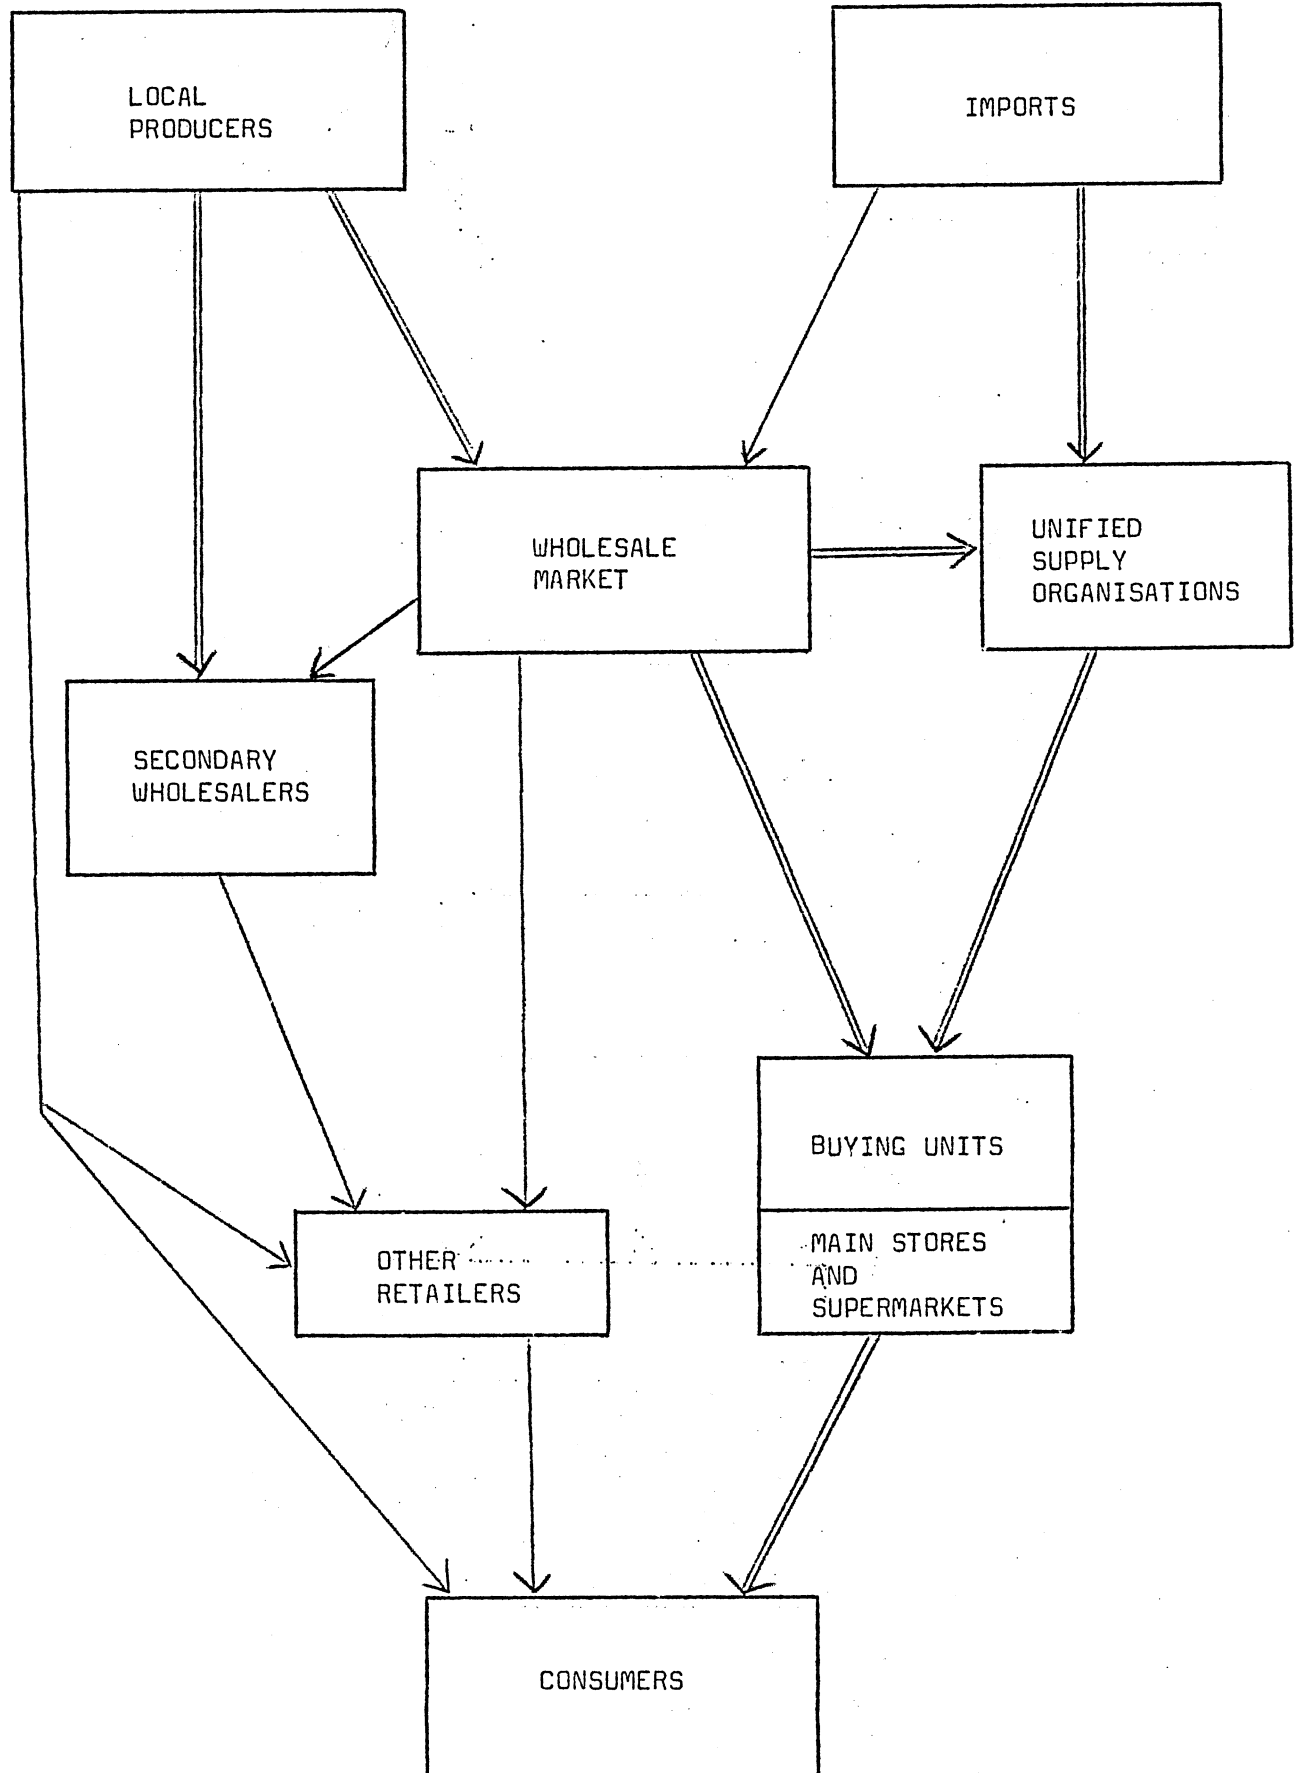 LOCAL
PRODUCERS
IMPORTS
WHOLESALE
MARKET
UNIFIED
SUPPLY
ORGANISATIONS
SECONDARY
WHOLESALERS
BUYING UNITS
OTHER
RETAILERS
MAIN STORES
AND
SUPERMARKETS
CONSUMERS